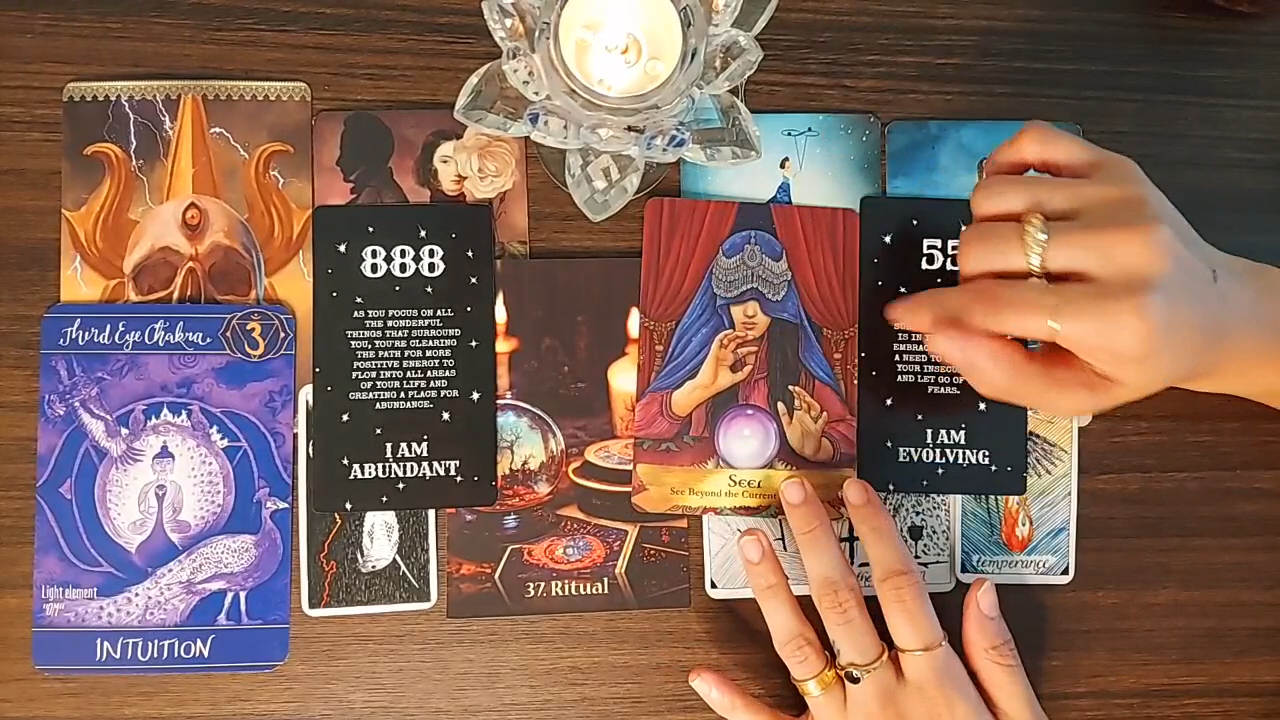 Third Eye Chakra
3
Light element
"OM"
INTUITION
888
AS YOU FOCUS ON ALL
THE WONDERFUL
THINGS THAT SURROUND
YOU, YOU'RE CLEARING
THE PATH FOR MORE
POSITIVE ENERGY TO
FLOW INTO ALL AREAS
OF YOUR LIFE AND
CREATING A PLACE FOR
ABUNDANCE.
I AM
ABUNDANT
37. Ritual
Seer
See Beyond the Current
55
IS IN
A NEED TO
YOUR
AND LET GO OF
FEARS.
I AM
EVOLVING
temperance